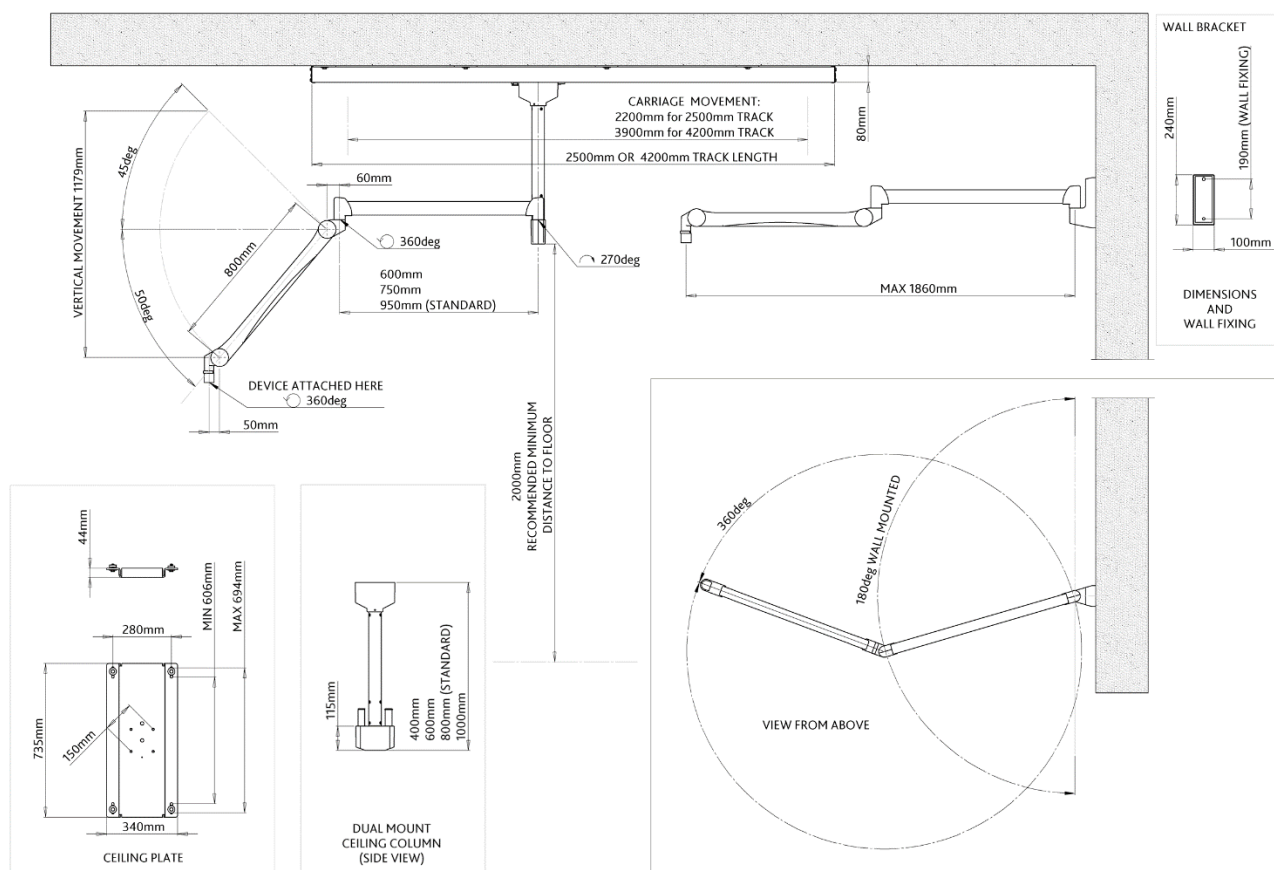 WALL BRACKET
240mm
190mm (WALL FIXING)
100mm
DIMENSIONS
AND
WALL FIXING
CARRIAGE MOVEMENT:
2200mm for 2500mm TRACK
3900mm for 4200mm TRACK
80mm
2500mm OR 4200mm TRACK LENGTH
VERTICAL MOVEMENT 1179mm
45deg
60mm
800mm
360deg
270deg
50deg
600mm
750mm
950mm (STANDARD)
MAX 1860mm
DEVICE ATTACHED HERE
360deg
50mm
2000mm
RECOMMENDED MINIMUM
DISTANCE TO FLOOR
360deg
180deg WALL MOUNTED
VIEW FROM ABOVE
44mm
280mm
MIN 606mm
MAX 694mm
735mm
150mm
340mm
CEILING PLATE
115mm
400mm
600mm
800mm (STANDARD)
1000mm
DUAL MOUNT
CEILING COLUMN
(SIDE VIEW)